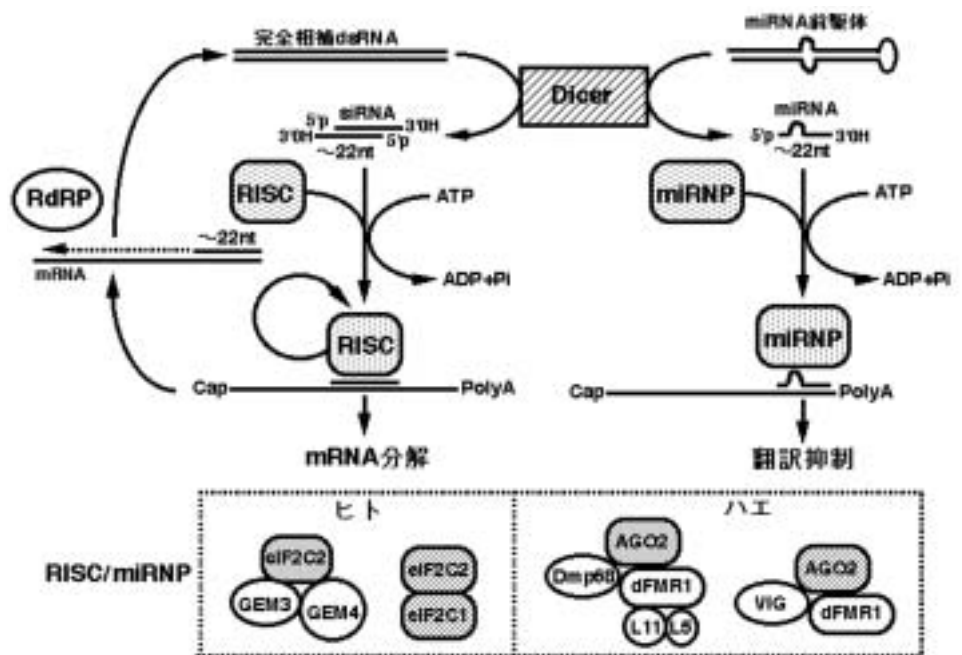 完全相補dsRNA
miRNA前駆体
Dicer
siRNA
5'p 3'OH
3'OH 5'p
~22nt
miRNA
5'p 3'OH
~22nt
RdRP
RISC
ATP
miRNP
ATP
~22nt
mRNA
ADP+Pi
ADP+Pi
RISC
miRNP
Cap PolyA
Cap PolyA
mRNA分解
翻訳抑制
ヒト
ハエ
RISC/miRNP
eIF2C2
GEM3
GEM4
eIF2C2
eIF2C1
AGO2
Dmp68
dFMR1
L11
L5
AGO2
VIG
dFMR1